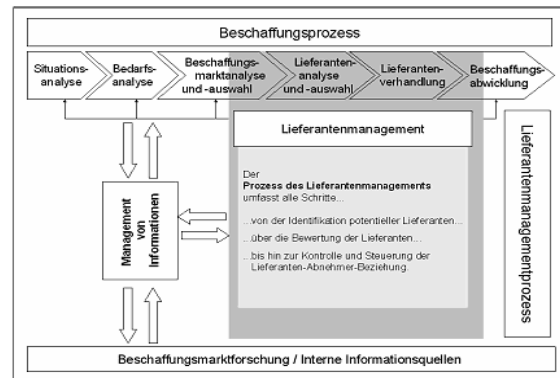 Beschaffungsprozess
Situations-
analyse
Bedarfs-
analyse
Beschaffungs-
marktanalyse
und -auswahl
Lieferanten-
analyse
und -auswahl
Lieferanten-
verhandlung
Beschaffungs-
abwicklung
Lieferantenmanagement
Der
Prozess des Lieferantenmanagements
umfasst alle Schritte...
...von der Identifikation potentieller Lieferanten...
...über die Bewertung der Lieferanten...
...bis hin zur Kontrolle und Steuerung der
Lieferanten-Abnehmer-Beziehung.
Management
von
Informationen
Lieferantenmanagementprozess
Beschaffungsmarktforschung / Interne Informationsquellen